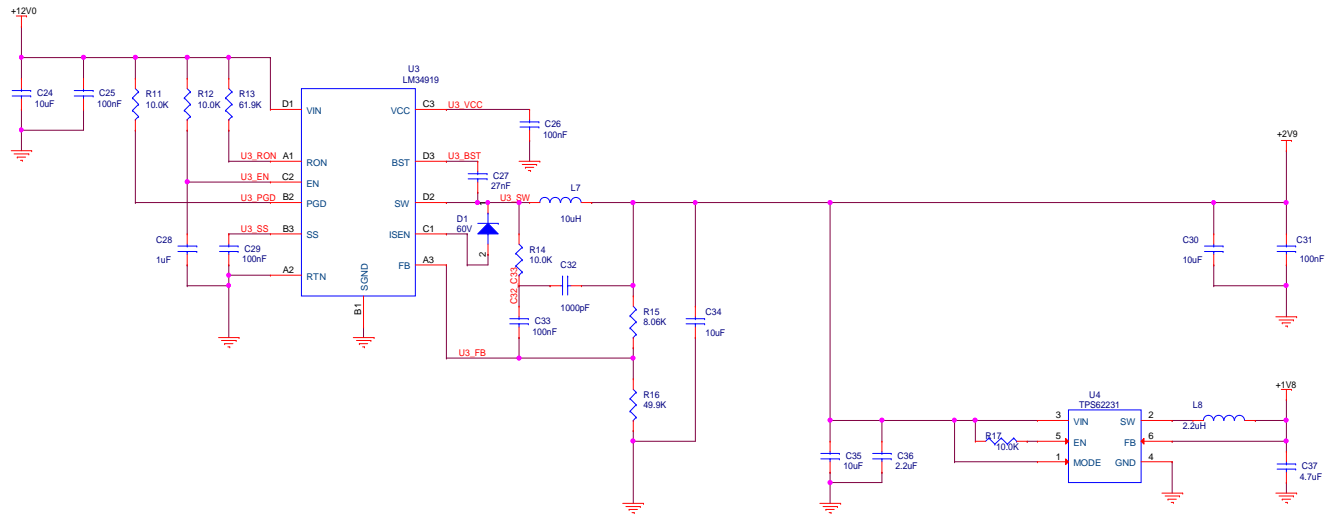 +12V0
C24
10uF
C25
100nF
R11
10.0K
R12
10.0K
R13
61.9K
U3
LM34919
D1
VIN
VCC
C3
U3_VCC
C26
100nF
U3_RON
A1
RON
BST
D3
U3_BST
C27
27nF
U3_EN
C2
EN
U3_PGD
B2
PGD
SW
D2
U3_SW
L7
10uH
U3_SS
B3
SS
ISEN
C1
D1
60V
2
C28
1uF
C29
100nF
A2
RTN
FB
A3
SGND
B1
R14
10.0K
C32_C33
C32
1000pF
C33
100nF
U3_FB
R15
8.06K
C34
10uF
R16
49.9K
+2V9
C30
10uF
C31
100nF
C35
10uF
C36
2.2uF
R17
10.0K
U4
TPS62231
3
VIN
SW
2
5
EN
FB
6
1
MODE
GND
4
L8
2.2uH
+1V8
C37
4.7uF